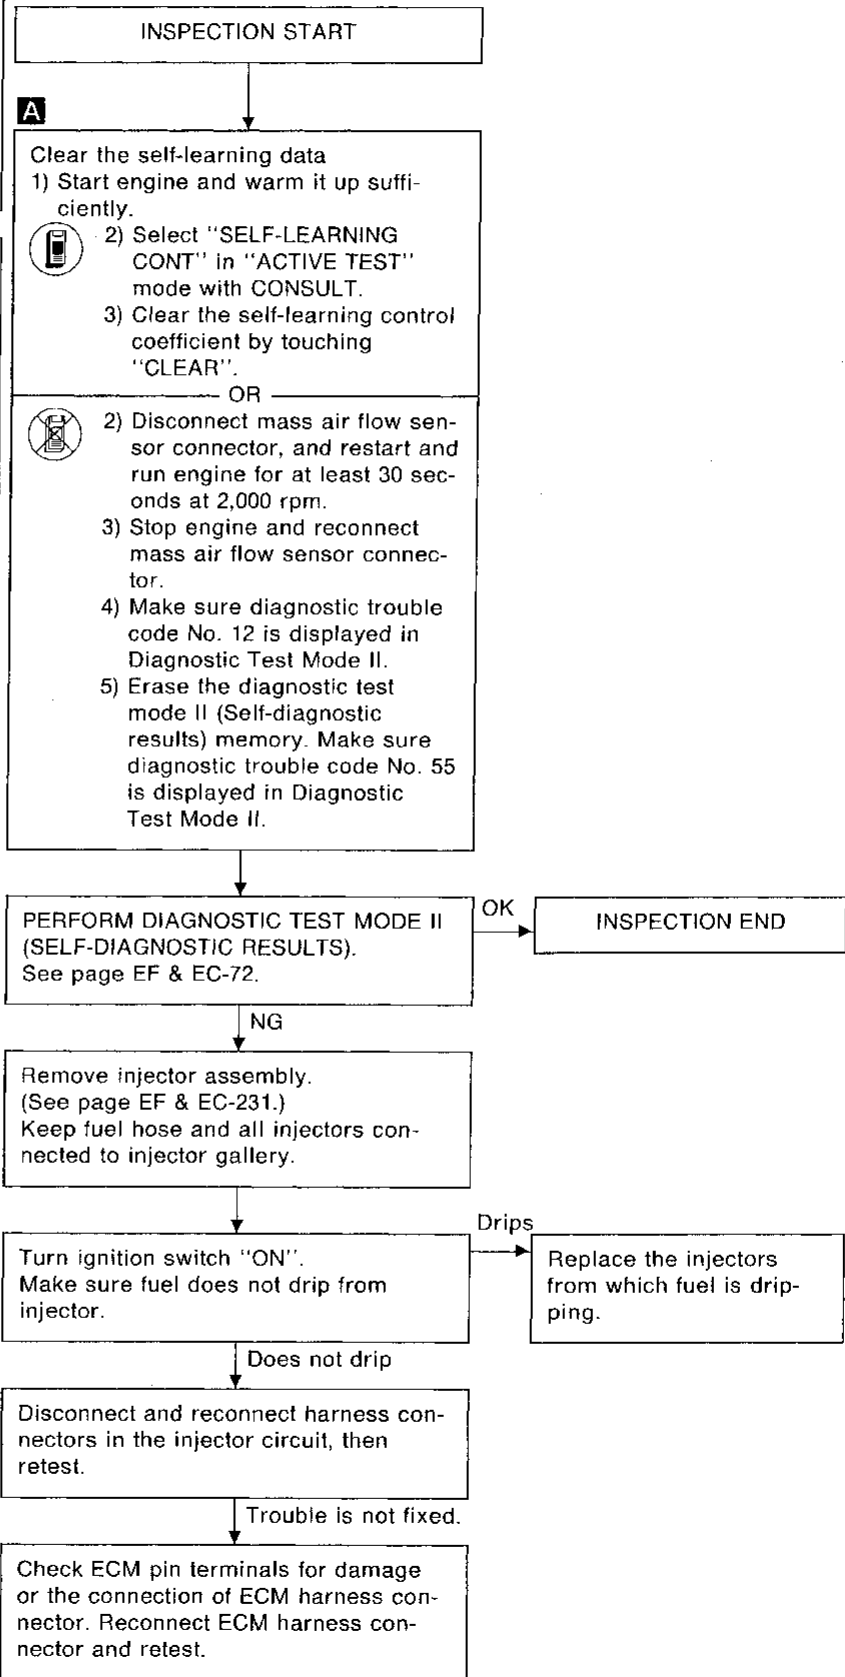 INSPECTION START
A
Clear the self-learning data
1) Start engine and warm it up suffi-
ciently.
2) Select "SELF-LEARNING
CONT" in "ACTIVE TEST"
mode with CONSULT.
3) Clear the self-learning control
coefficient by touching
"CLEAR".
OR
2) Disconnect mass air flow sen-
sor connector, and restart and
run engine for at least 30 sec-
onds at 2,000 rpm.
3) Stop engine and reconnect
mass air flow sensor connec-
tor.
4) Make sure diagnostic trouble
code No. 12 is displayed in
Diagnostic Test Mode II.
5) Erase the diagnostic test
mode II (Self-diagnostic
results) memory. Make sure
diagnostic trouble code No. 55
is displayed in Diagnostic
Test Mode II.
PERFORM DIAGNOSTIC TEST MODE II
(SELF-DIAGNOSTIC RESULTS).
See page EF & EC-72.
OK
INSPECTION END
NG
Remove injector assembly.
(See page EF & EC-231.)
Keep fuel hose and all injectors con-
nected to injector gallery.
Turn ignition switch "ON".
Make sure fuel does not drip from
injector.
Drips
Replace the injectors
from which fuel is drip-
ping.
Does not drip
Disconnect and reconnect harness con-
nectors in the injector circuit, then
retest.
Trouble is not fixed.
Check ECM pin terminals for damage
or the connection of ECM harness con-
nector. Reconnect ECM harness con-
nector and retest.